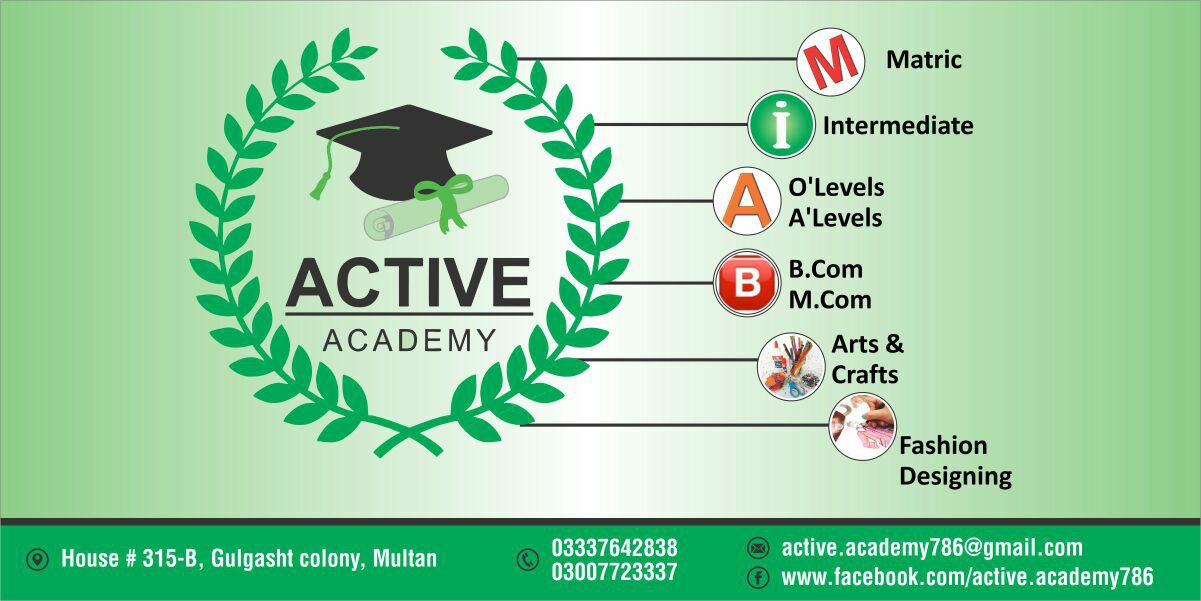 ACTIVE
ACADEMY
M
Matric
i
Intermediate
A
O'Levels
A'Levels
B
B.Com
M.Com
Arts &
Crafts
Fashion
Designing
House # 315-B, Gulgasht colony, Multan
03337642838
03007723337
active.academy786@gmail.com
www.facebook.com/active.academy786